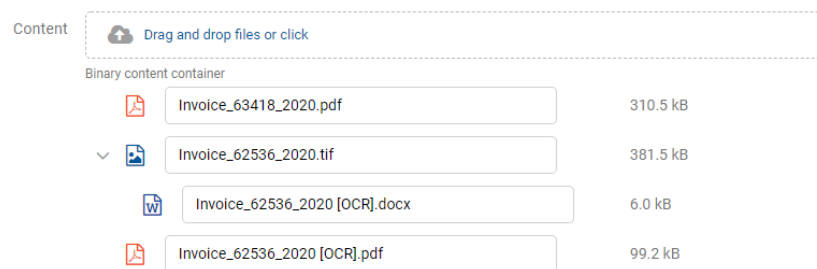 Content
Drag and drop files or click
Binary content container
Invoice_63418_2020.pdf 310.5 kB
Invoice_62536_2020.tif 381.5 kB
Invoice_62536_2020 [OCR].docx 6.0 kB
Invoice_62536_2020 [OCR].pdf 99.2 kB